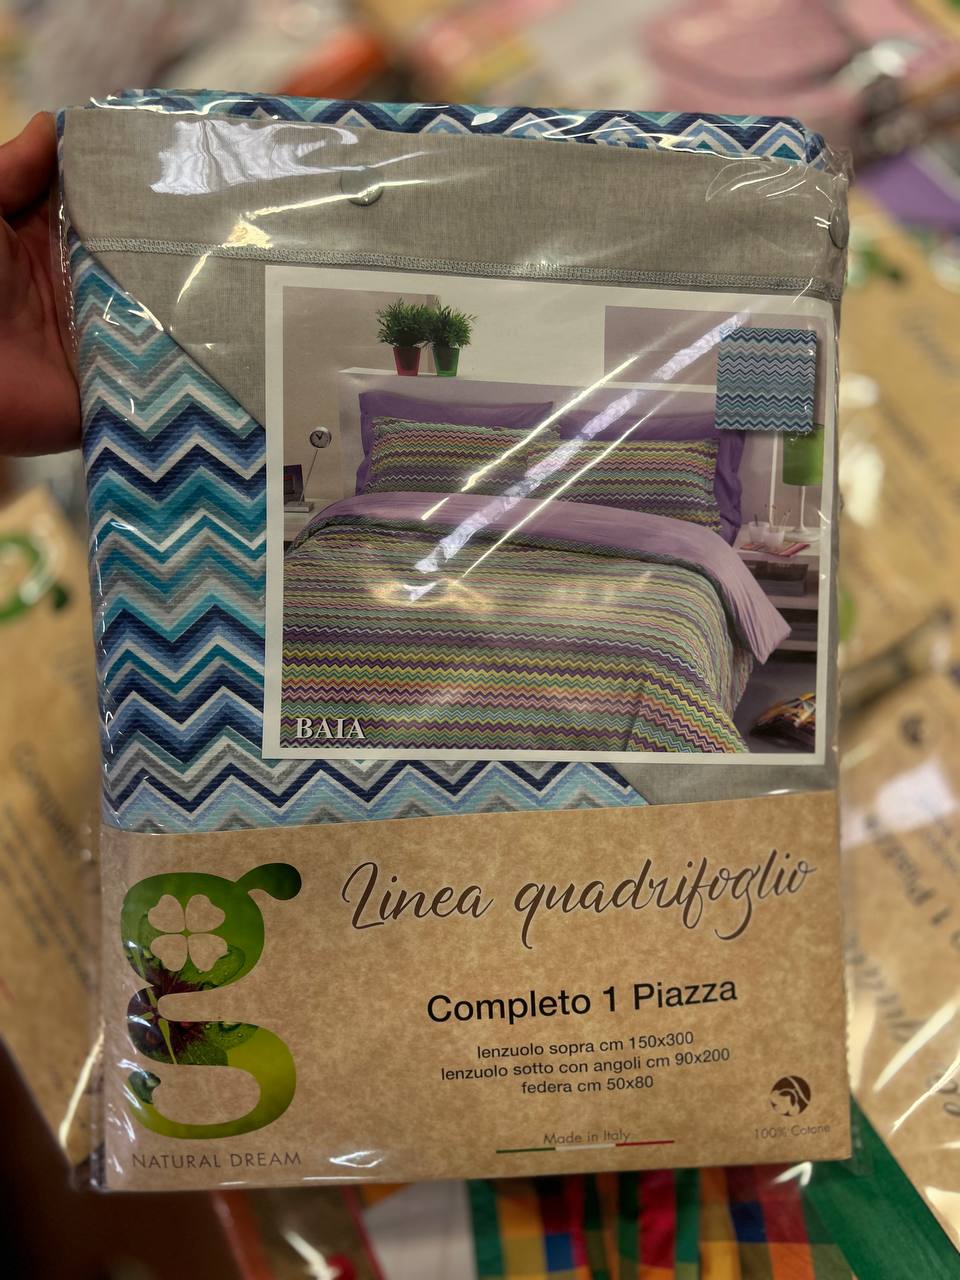 BAIA
Linea quadrifoglio
Completo 1 Piazza
lenzuolo sopra cm 150x300
lenzuolo sotto con angoli cm 90x200
federa cm 50x80
Made in Italy
100% Cotone
g
NATURAL DREAM